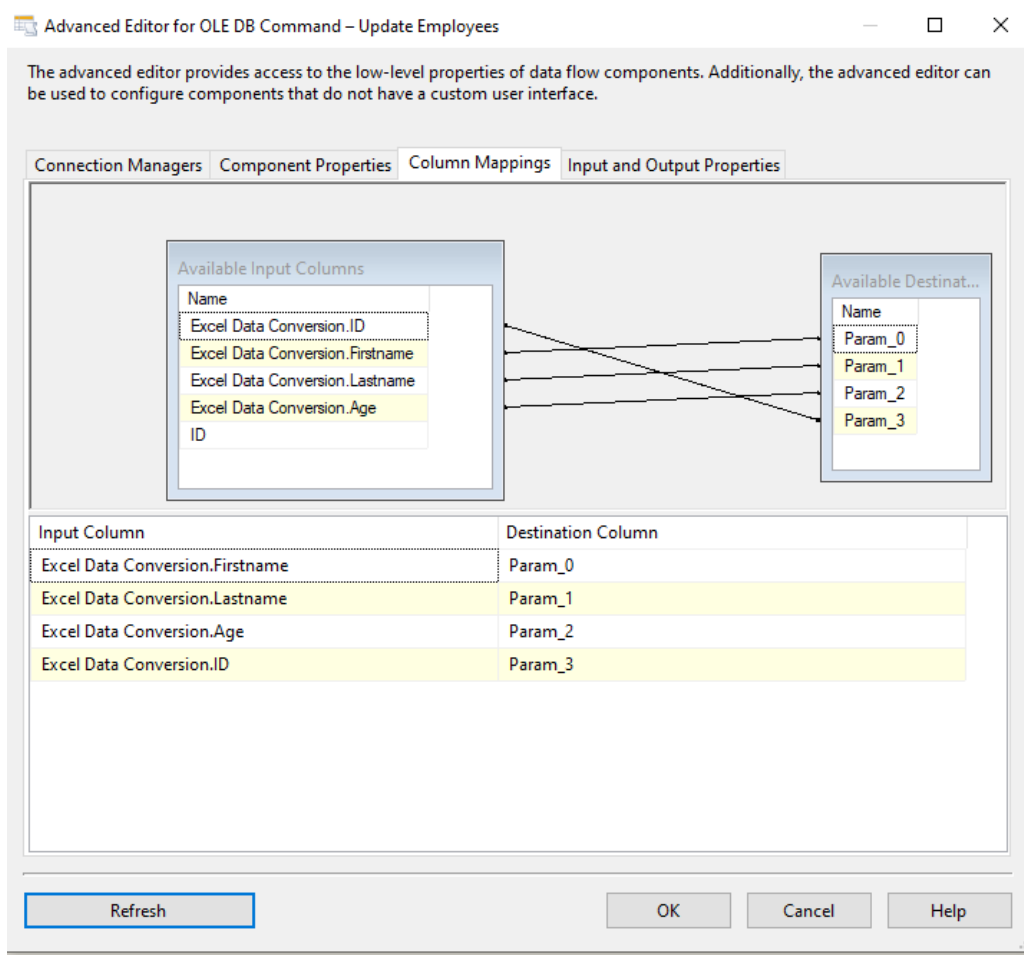 Advanced Editor for OLE DB Command – Update Employees
The advanced editor provides access to the low-level properties of data flow components. Additionally, the advanced editor can
be used to configure components that do not have a custom user interface.
Connection Managers Component Properties Column Mappings Input and Output Properties
Available Input Columns
Name
Excel Data Conversion.ID
Excel Data Conversion.Firstname
Excel Data Conversion.Lastname
Excel Data Conversion.Age
ID
Available Destinat...
Name
Param_0
Param_1
Param_2
Param_3
Input Column Destination Column
Excel Data Conversion.Firstname Param_0
Excel Data Conversion.Lastname Param_1
Excel Data Conversion.Age Param_2
Excel Data Conversion.ID Param_3
Refresh OK Cancel Help